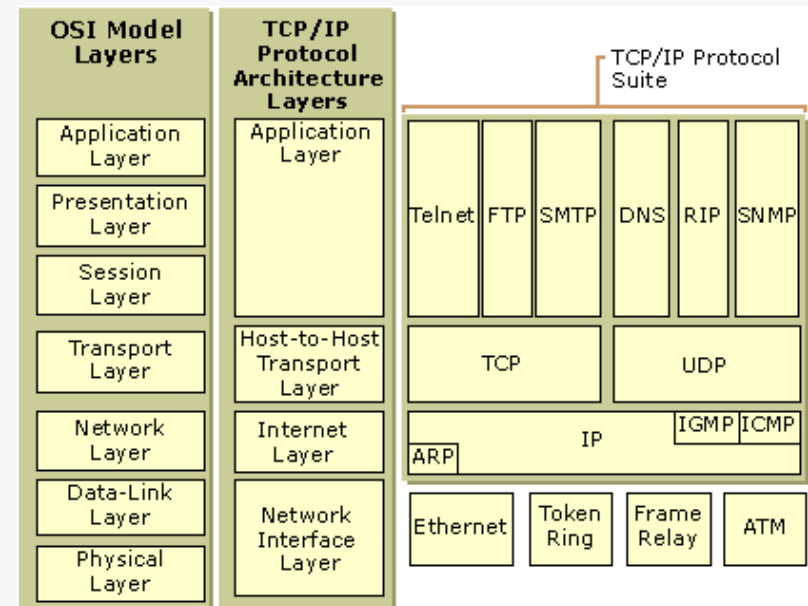 OSI Model
Layers
Application
Layer
Presentation
Layer
Session
Layer
Transport
Layer
Network
Layer
Data-Link
Layer
Physical
Layer
TCP/IP
Protocol
Architecture
Layers
Application
Layer
Host-to-Host
Transport
Layer
Internet
Layer
Network
Interface
Layer
TCP/IP Protocol
Suite
Telnet
FTP
SMTP
DNS
RIP
SNMP
TCP
UDP
IP
IGMP
ICMP
ARP
Ethernet
Token
Ring
Frame
Relay
ATM